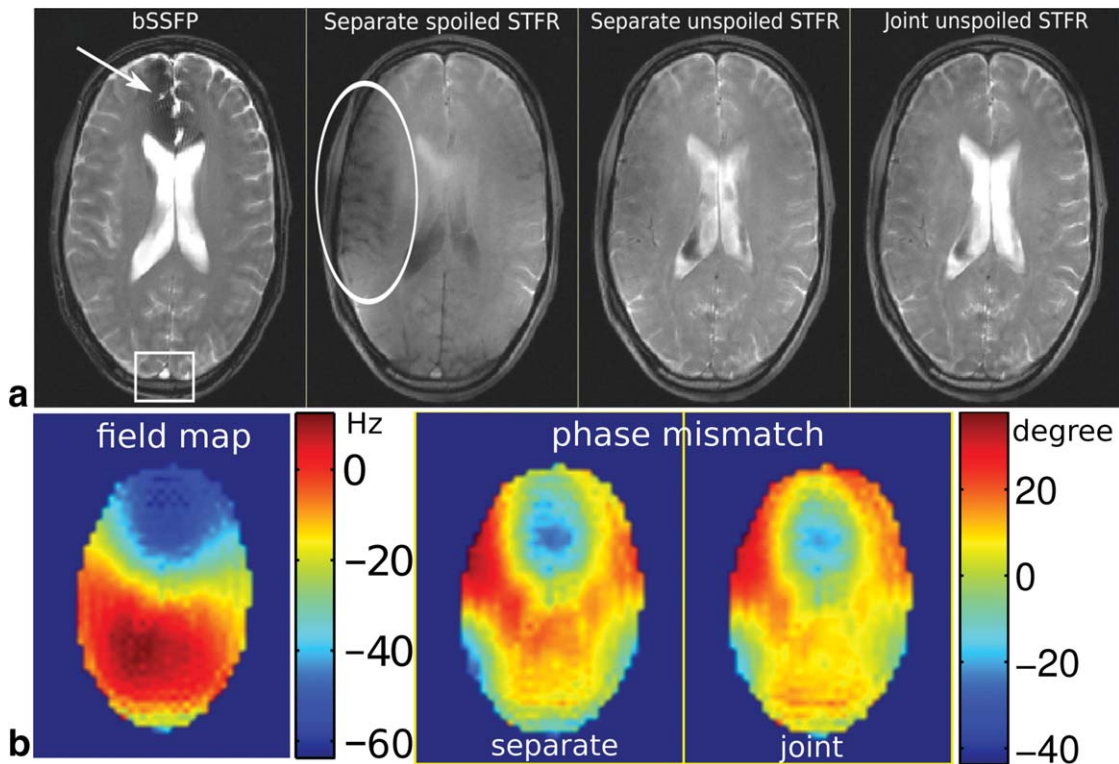 bSSFP
Separate spoiled STFR
Separate unspoiled STFR
Joint unspoiled STFR
a
field map
Hz
0
−20
−40
−60
phase mismatch
separate
joint
degree
20
0
−20
−40
b